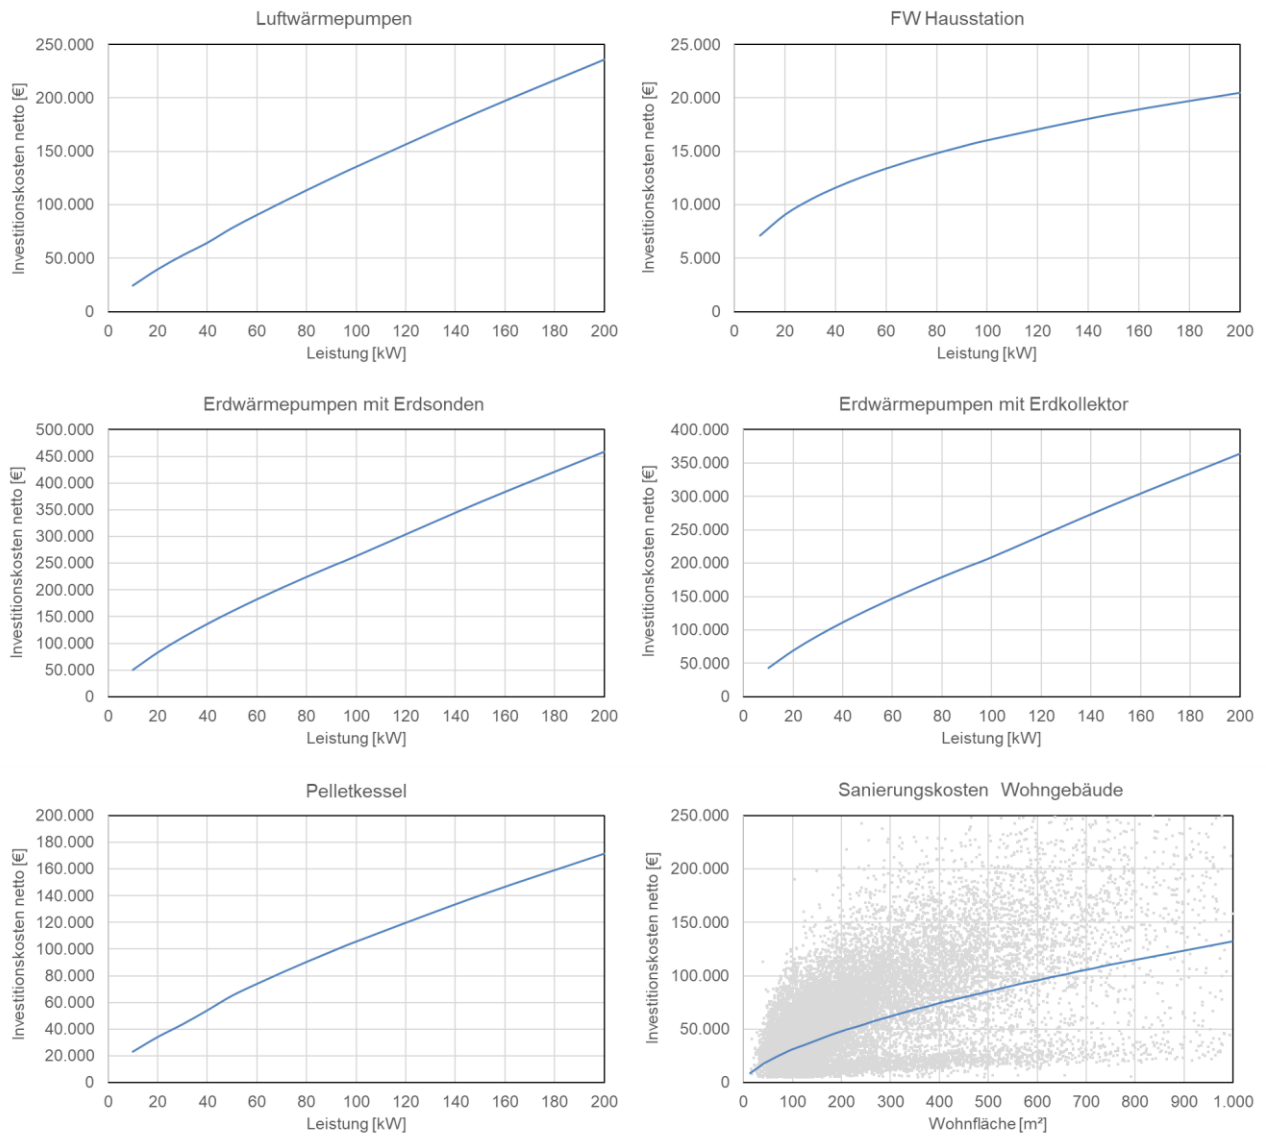 Luftwärmepumpen
Investitionskosten netto [€]
250.000
200.000
150.000
100.000
50.000
0
0 20 40 60 80 100 120 140 160 180 200
Leistung [kW]
FW Hausstation
Investitionskosten netto [€]
25.000
20.000
15.000
10.000
5.000
0
0 20 40 60 80 100 120 140 160 180 200
Leistung [kW]
Erdwärmepumpen mit Erdsonden
Investitionskosten netto [€]
500.000
450.000
400.000
350.000
300.000
250.000
200.000
150.000
100.000
50.000
0
0 20 40 60 80 100 120 140 160 180 200
Leistung [kW]
Erdwärmepumpen mit Erdkollektor
Investitionskosten netto [€]
400.000
350.000
300.000
250.000
200.000
150.000
100.000
50.000
0
0 20 40 60 80 100 120 140 160 180 200
Leistung [kW]
Pelletkessel
Investitionskosten netto [€]
200.000
180.000
160.000
140.000
120.000
100.000
80.000
60.000
40.000
20.000
0
0 20 40 60 80 100 120 140 160 180 200
Leistung [kW]
Sanierungskosten Wohngebäude
Investitionskosten netto [€]
250.000
200.000
150.000
100.000
50.000
0
0 100 200 300 400 500 600 700 800 900 1.000
Wohnfläche [m²]